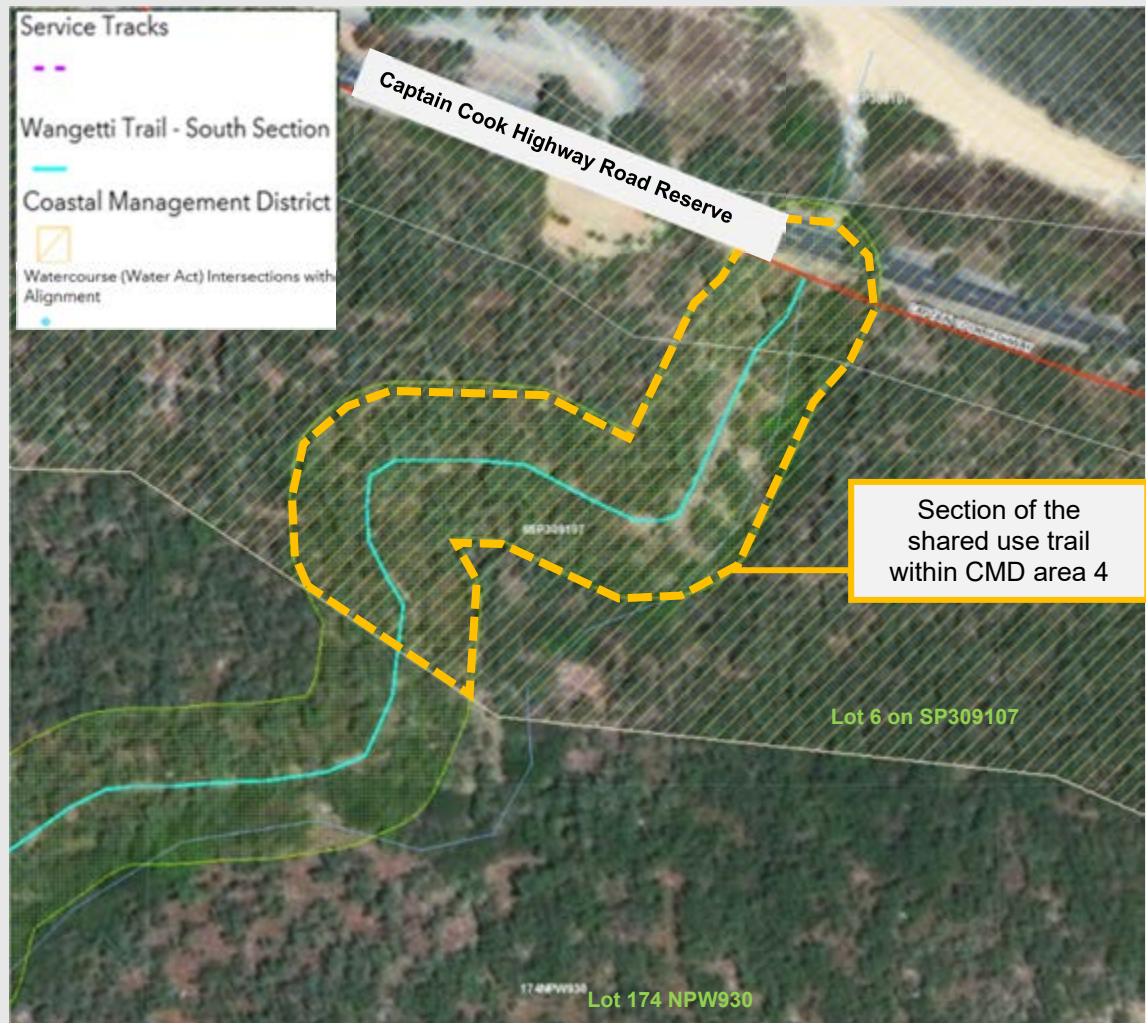 Service Tracks
Wangetti Trail - South Section
Coastal Management District
Watercourse (Water Act) Intersections with
Alignment
Captain Cook Highway Road Reserve
Section of the
shared use trail
within CMD area 4
Lot 6 on SP309107
174NPW930
Lot 174 NPW930